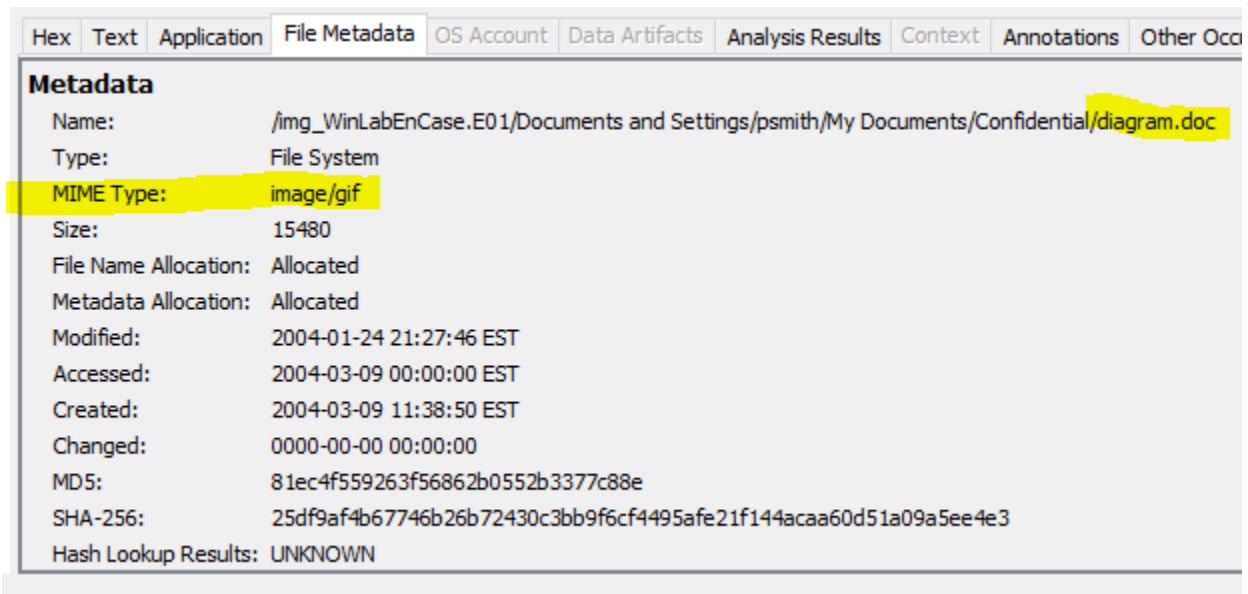 Hex Text Application File Metadata OS Account Data Artifacts Analysis Results Context Annotations Other Occu
Metadata
Name: /img_WinLabEnCase.E01/Documents and Settings/psmith/My Documents/Confidential/diagram.doc
Type: File System
MIME Type: image/gif
Size: 15480
File Name Allocation: Allocated
Metadata Allocation: Allocated
Modified: 2004-01-24 21:27:46 EST
Accessed: 2004-03-09 00:00:00 EST
Created: 2004-03-09 11:38:50 EST
Changed: 0000-00-00 00:00:00
MD5: 81ec4f559263f56862b0552b3377c88e
SHA-256: 25df9af4b67746b26b72430c3bb9f6cf4495afe21f144acaa60d51a09a5ee4e3
Hash Lookup Results: UNKNOWN